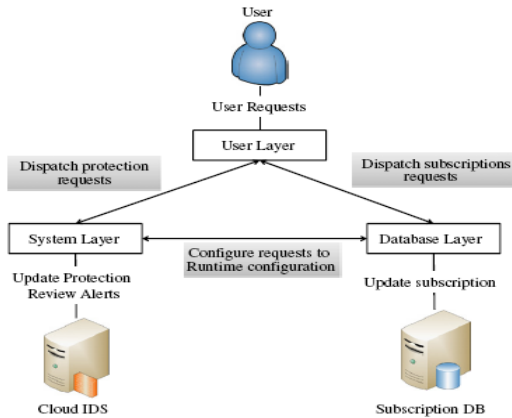 User
User Requests
User Layer
Dispatch protection
requests
Dispatch subscriptions
requests
System Layer
Configure requests to
Runtime configuration
Database Layer
Update Protection
Review Alerts
Update subscription
Cloud IDS
Subscription DB